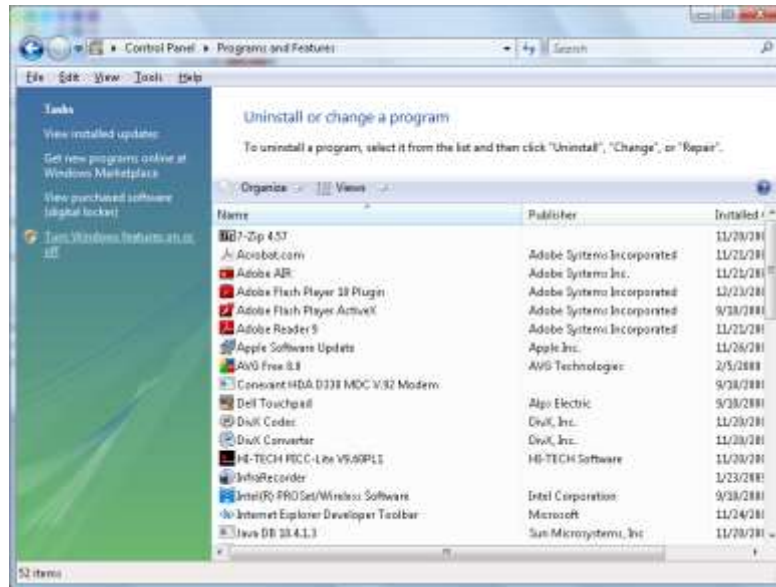 Control Panel ▸ Programs and Features
Search
File Edit View Tools Help
Tasks
View installed updates
Get new programs online at
Windows Marketplace
View purchased software
(digital locker)
Turn Windows features on or
off
Uninstall or change a program
To uninstall a program, select it from the list and then click "Uninstall", "Change", or "Repair".
Organize Views
Name Publisher Installed
7-Zip 4.57 11/20/20
Acrobat.com Adobe Systems Incorporated 11/21/20
Adobe AIR Adobe Systems Inc. 11/21/20
Adobe Flash Player 10 Plugin Adobe Systems Incorporated 12/23/20
Adobe Flash Player ActiveX Adobe Systems Incorporated 9/18/200
Adobe Reader 9 Adobe Systems Incorporated 11/21/20
Apple Software Update Apple Inc. 11/26/20
AVG Free 8.0 AVG Technologies 2/5/2009
Conexant HDA D330 MDC V.92 Modem 9/18/200
Dell Touchpad Alps Electric 9/18/200
DivX Codec DivX, Inc. 11/20/20
DivX Converter DivX, Inc. 11/20/20
HI-TECH PICC-Lite V9.60PL1 HI-TECH Software 11/20/20
InfraRecorder 1/23/200
Intel(R) PROSet/Wireless Software Intel Corporation 9/18/200
Internet Explorer Developer Toolbar Microsoft 11/24/20
Java DB 10.4.1.3 Sun Microsystems, Inc 11/20/20
52 items